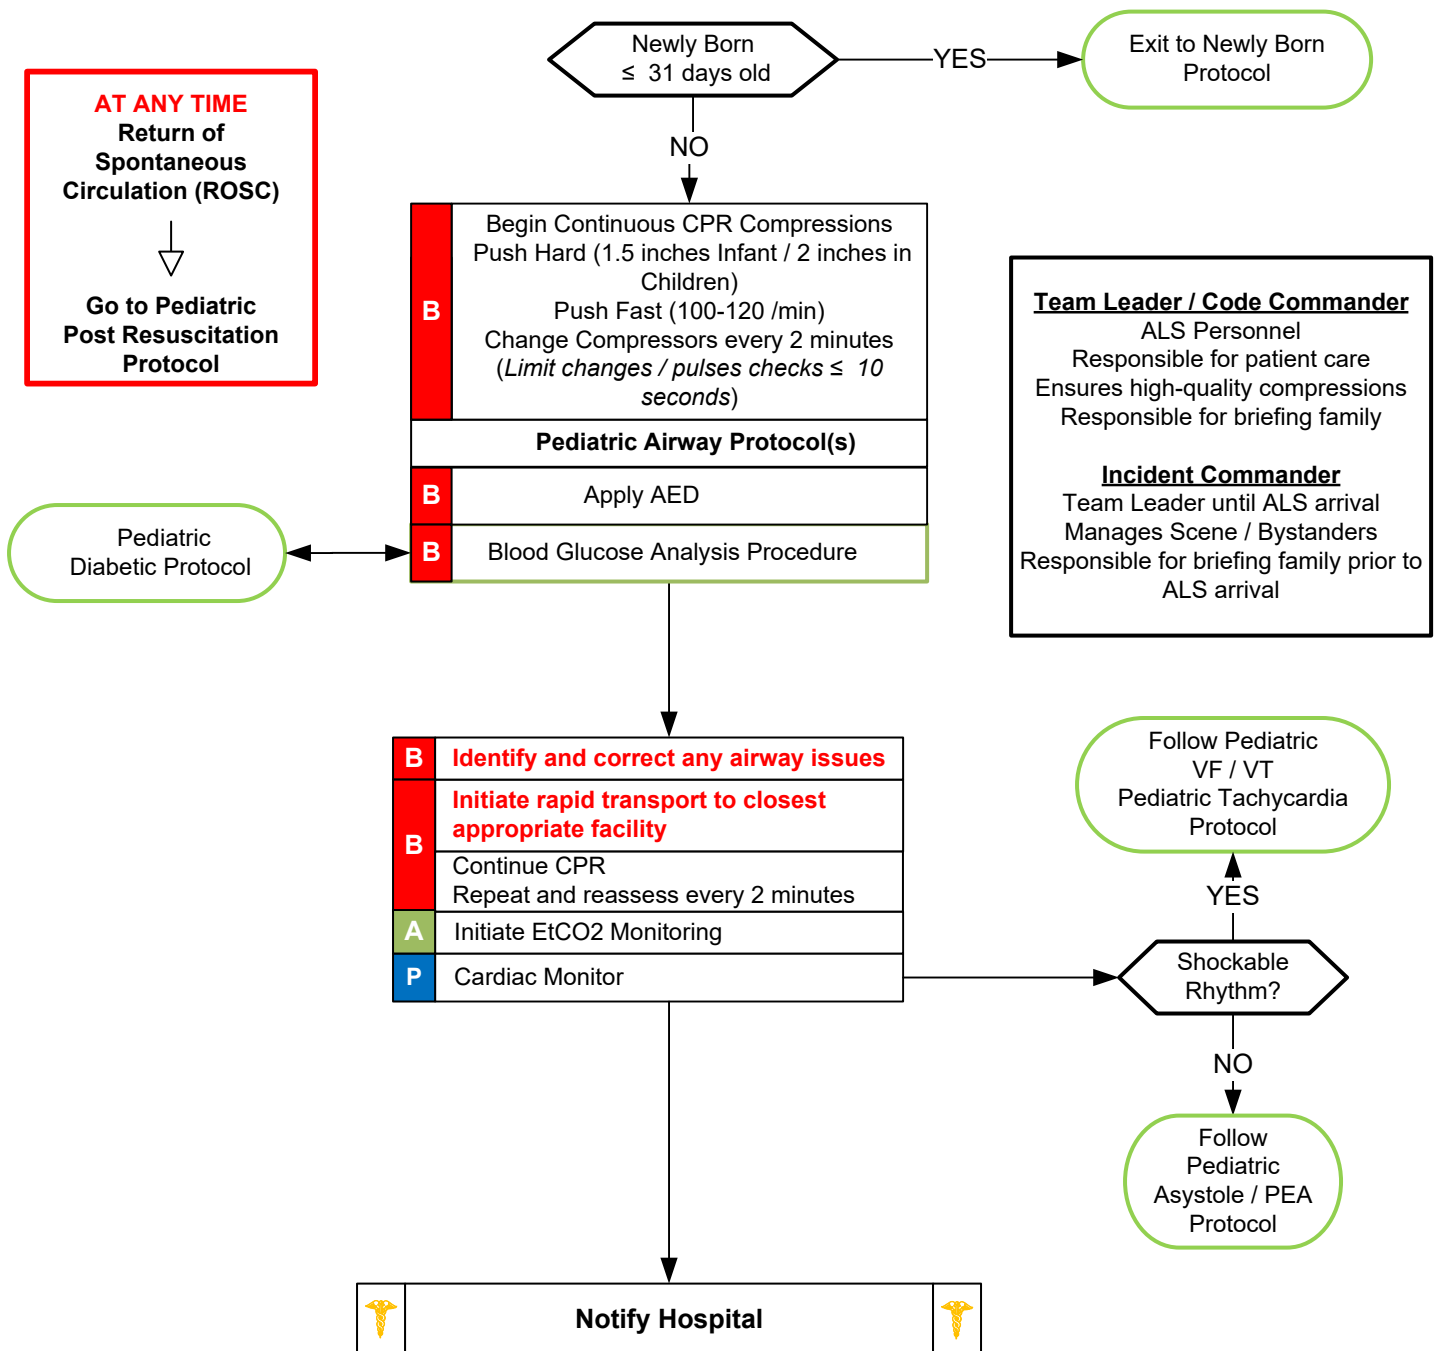 Newly Born
≤ 31 days old
YES
Exit to Newly Born
Protocol
NO
AT ANY TIME
Return of
Spontaneous
Circulation (ROSC)
Go to Pediatric
Post Resuscitation
Protocol
B
Begin Continuous CPR Compressions
Push Hard (1.5 inches Infant / 2 inches in
Children)
Push Fast (100-120 /min)
Change Compressors every 2 minutes
(Limit changes / pulses checks ≤ 10
seconds)
Pediatric Airway Protocol(s)
B
Apply AED
B
Blood Glucose Analysis Procedure
Pediatric
Diabetic Protocol
Team Leader / Code Commander
ALS Personnel
Responsible for patient care
Ensures high-quality compressions
Responsible for briefing family
Incident Commander
Team Leader until ALS arrival
Manages Scene / Bystanders
Responsible for briefing family prior to
ALS arrival
B
Identify and correct any airway issues
B
Initiate rapid transport to closest
appropriate facility
Continue CPR
Repeat and reassess every 2 minutes
A
Initiate EtCO2 Monitoring
P
Cardiac Monitor
Follow Pediatric
VF / VT
Pediatric Tachycardia
Protocol
YES
Shockable
Rhythm?
NO
Follow
Pediatric
Asystole / PEA
Protocol
Notify Hospital